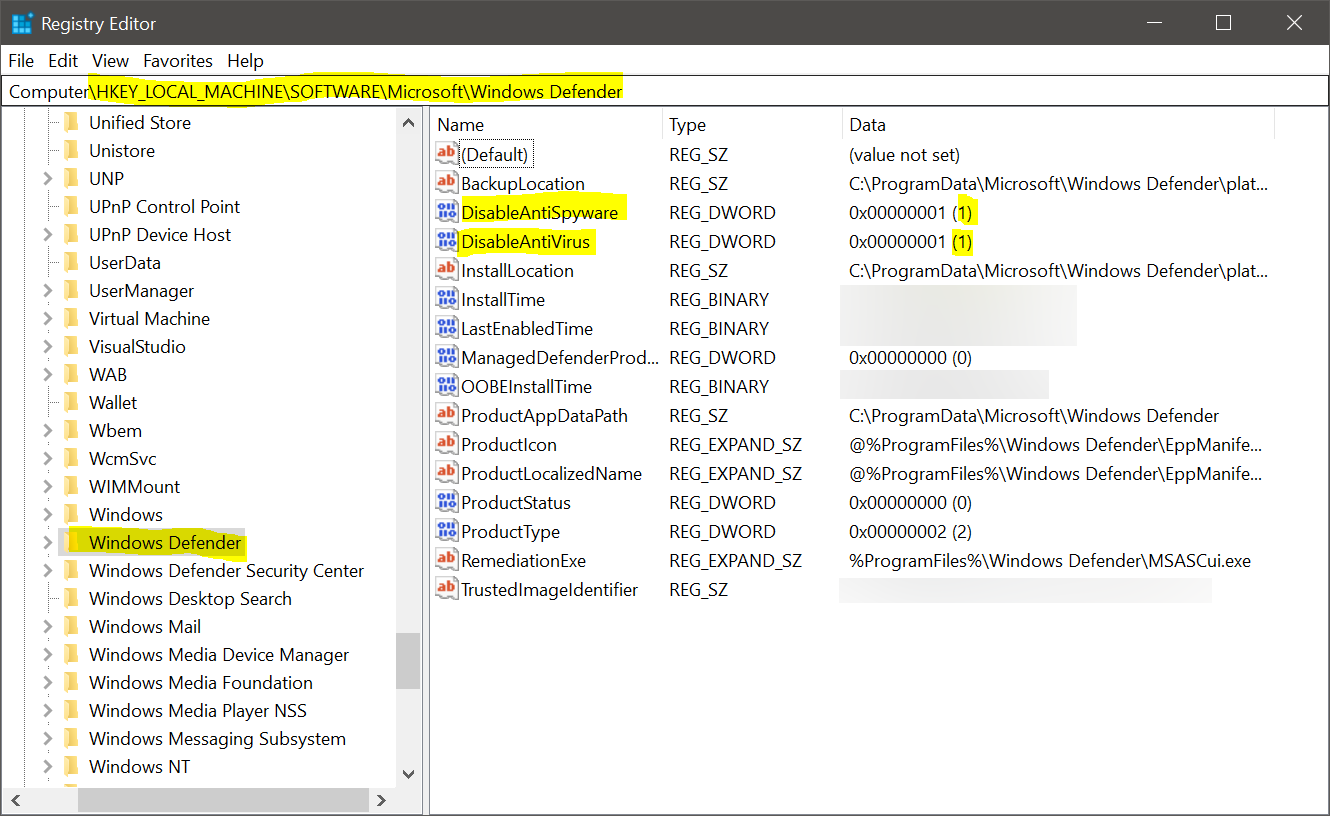 Registry Editor
File Edit View Favorites Help
Computer\HKEY_LOCAL_MACHINE\SOFTWARE\Microsoft\Windows Defender
Unified Store
Unistore
UNP
UPnP Control Point
UPnP Device Host
UserData
UserManager
Virtual Machine
VisualStudio
WAB
Wallet
Wbem
WcmSvc
WIMMount
Windows
Windows Defender
Windows Defender Security Center
Windows Desktop Search
Windows Mail
Windows Media Device Manager
Windows Media Foundation
Windows Media Player NSS
Windows Messaging Subsystem
Windows NT
Name Type Data
(Default) REG_SZ (value not set)
BackupLocation REG_SZ C:\ProgramData\Microsoft\Windows Defender\plat...
DisableAntiSpyware REG_DWORD 0x00000001 (1)
DisableAntiVirus REG_DWORD 0x00000001 (1)
InstallLocation REG_SZ C:\ProgramData\Microsoft\Windows Defender\plat...
InstallTime REG_BINARY
LastEnabledTime REG_BINARY
ManagedDefenderProd... REG_DWORD 0x00000000 (0)
OOBEInstallTime REG_BINARY
ProductAppDataPath REG_SZ C:\ProgramData\Microsoft\Windows Defender
ProductIcon REG_EXPAND_SZ @%ProgramFiles%\Windows Defender\EppManife...
ProductLocalizedName REG_EXPAND_SZ @%ProgramFiles%\Windows Defender\EppManife...
ProductStatus REG_DWORD 0x00000000 (0)
ProductType REG_DWORD 0x00000002 (2)
RemediationExe REG_EXPAND_SZ %ProgramFiles%\Windows Defender\MSASCui.exe
TrustedImageIdentifier REG_SZ